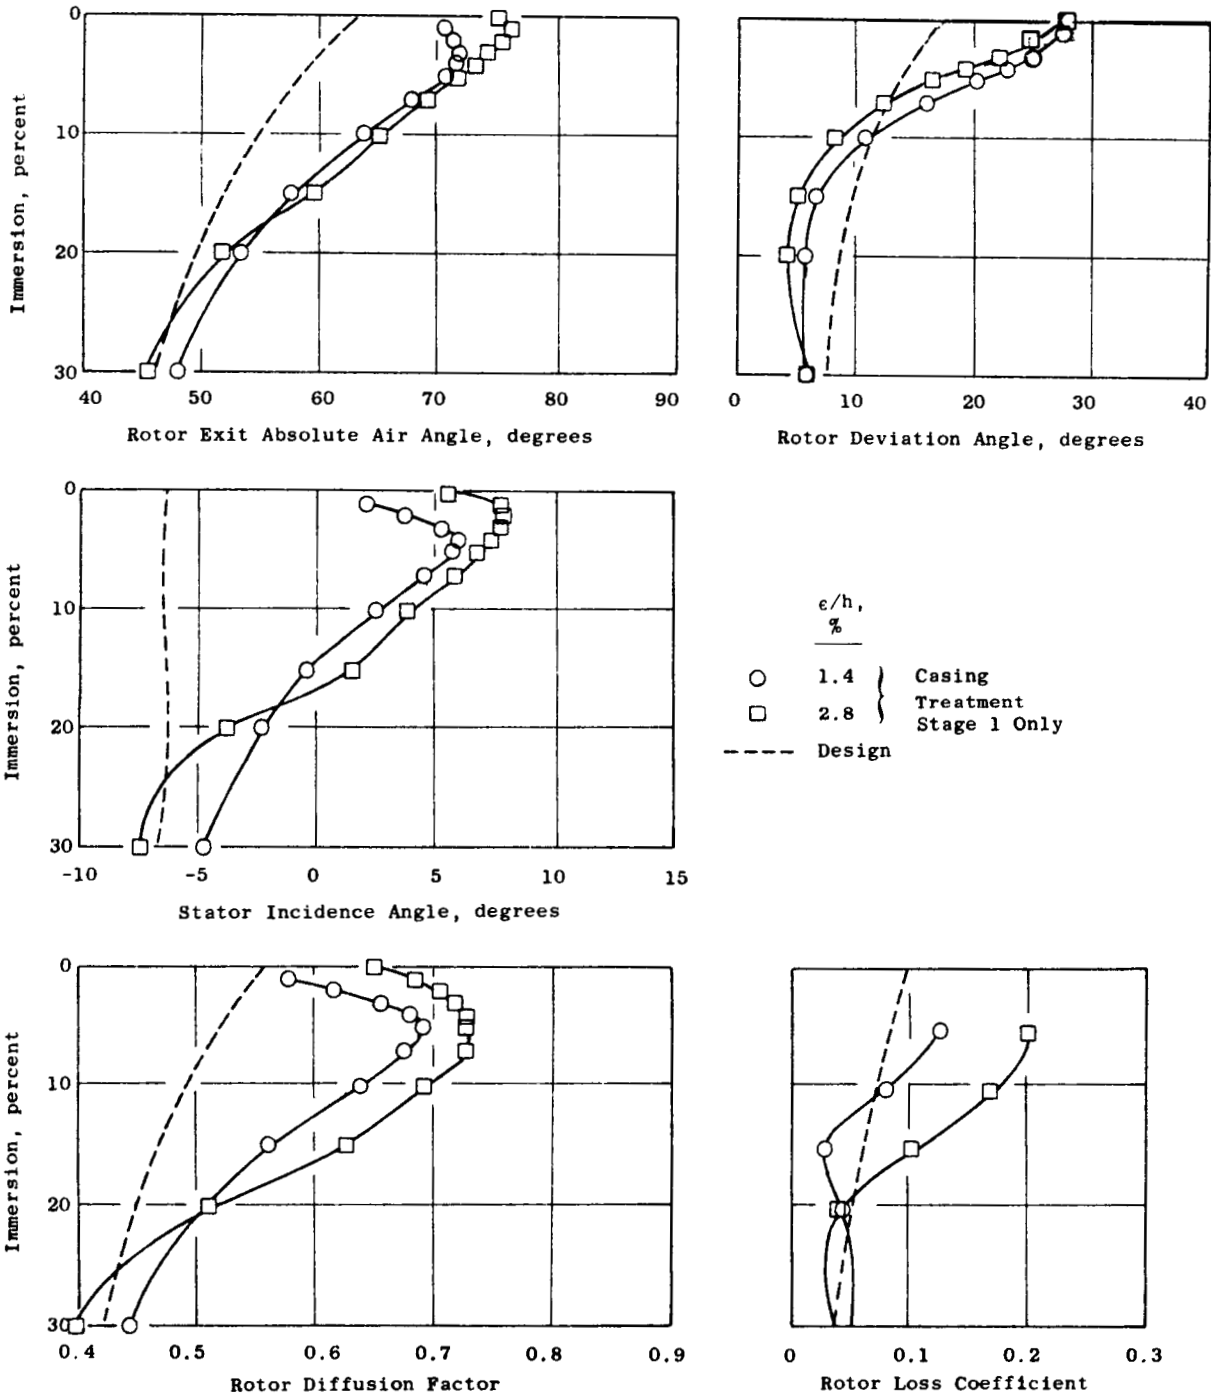 Immersion, percent
0
10
20
30
40 50 60 70 80 90
Rotor Exit Absolute Air Angle, degrees
0 10 20 30 40
Rotor Deviation Angle, degrees
Immersion, percent
0
10
20
30
-10 -5 0 5 10 15
Stator Incidence Angle, degrees
ϵ/h,
%
1.4
2.8
Casing
Treatment
Stage 1 Only
Design
Immersion, percent
0
10
20
30
0.4 0.5 0.6 0.7 0.8 0.9
Rotor Diffusion Factor
0 0.1 0.2 0.3
Rotor Loss Coefficient